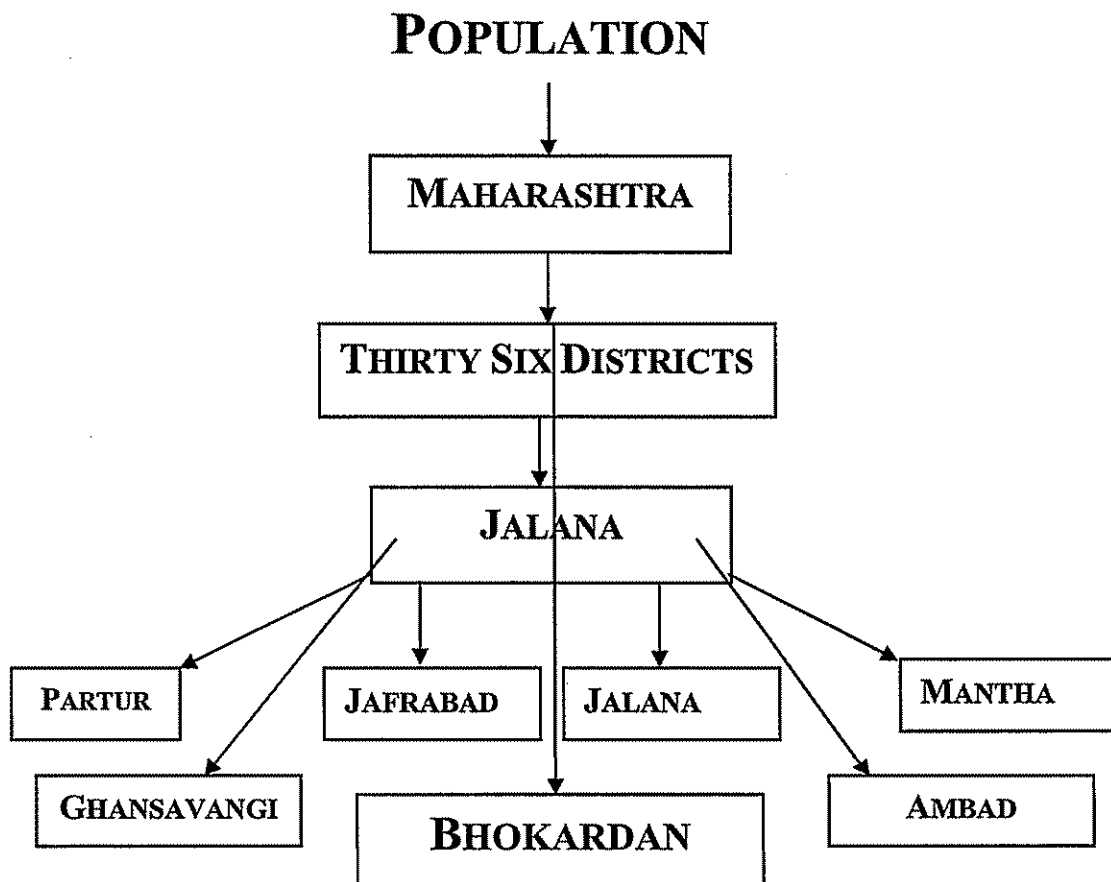 POPULATION
MAHARASHTRA
THIRTY SIX DISTRICTS
JALANA
PARTUR
JAFRABAD
JALANA
MANTHA
GHANSAVANGI
BHOKARDAN
AMBAD